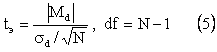 tэ = |Md| / σd/√N , df = N−1 (5)